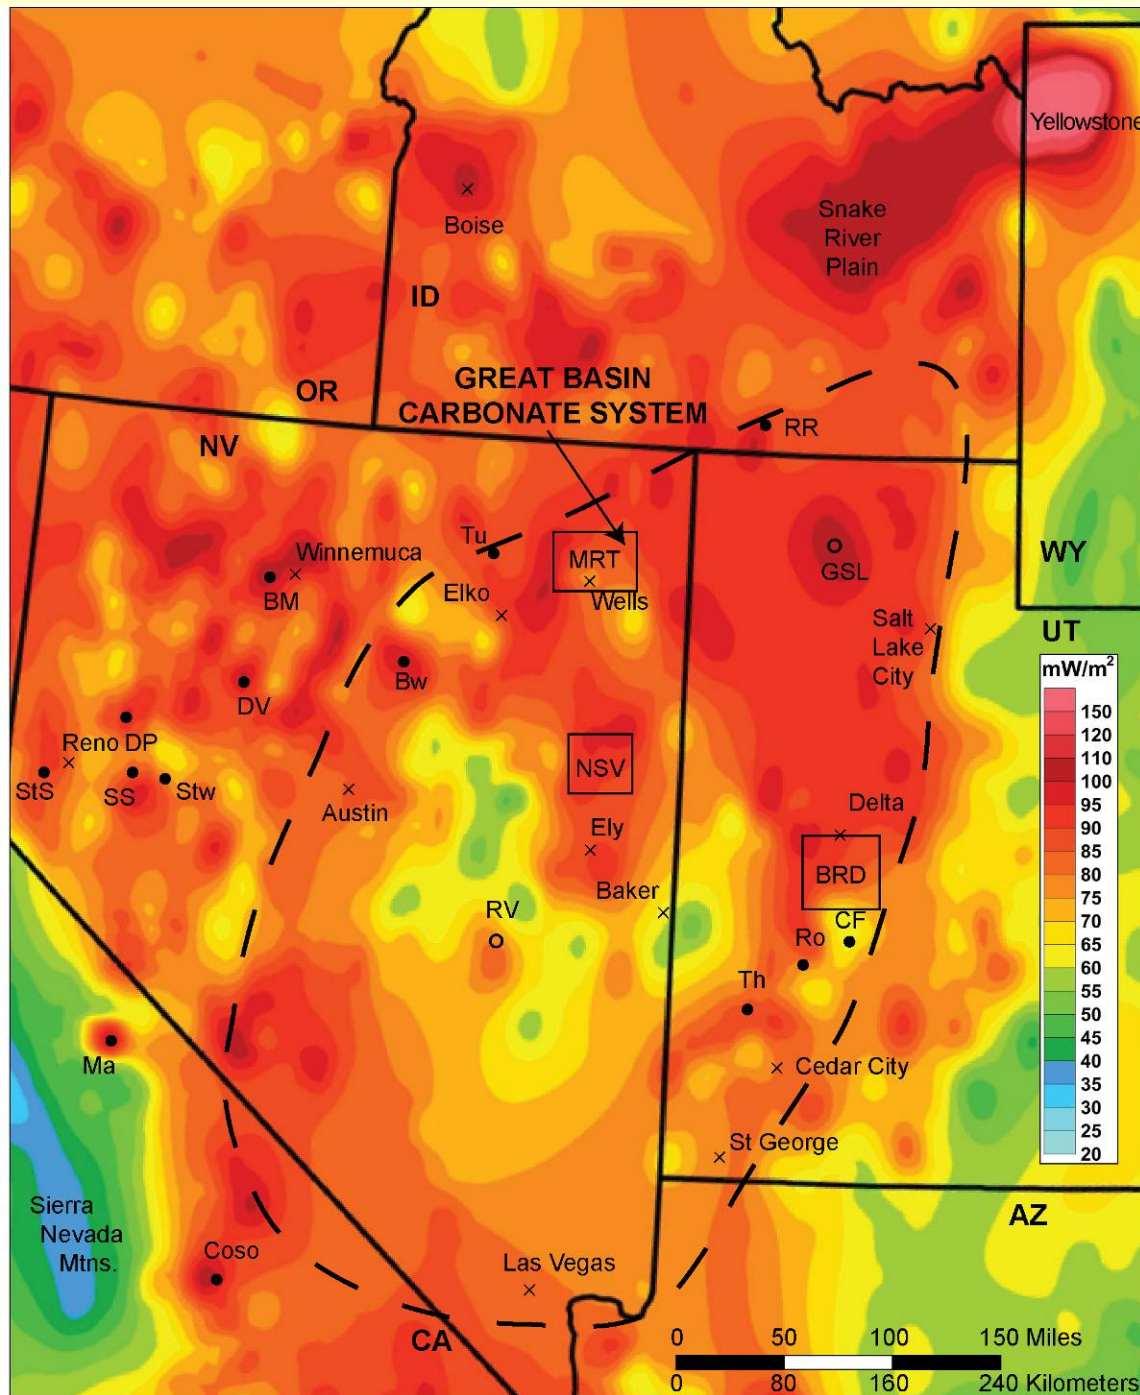 Yellowstone
Snake
River
Plain
Boise
ID
GREAT BASIN
CARBONATE SYSTEM
OR
NV
RR
Tu
Winnemuca
MRT
GSL
WY
BM
Elko
Wells
Salt
Lake
City
UT
Bw
DV
mW/m²
150
120
110
100
95
90
85
80
75
70
65
60
55
50
45
40
35
30
25
20
Reno DP
NSV
StS
SS
Stw
Austin
Delta
Ely
BRD
Baker
RV
CF
Ro
Th
Ma
Cedar City
St George
Sierra
Nevada
Mtns.
AZ
Coso
Las Vegas
CA
0 50 100 150 Miles
0 80 160 240 Kilometers